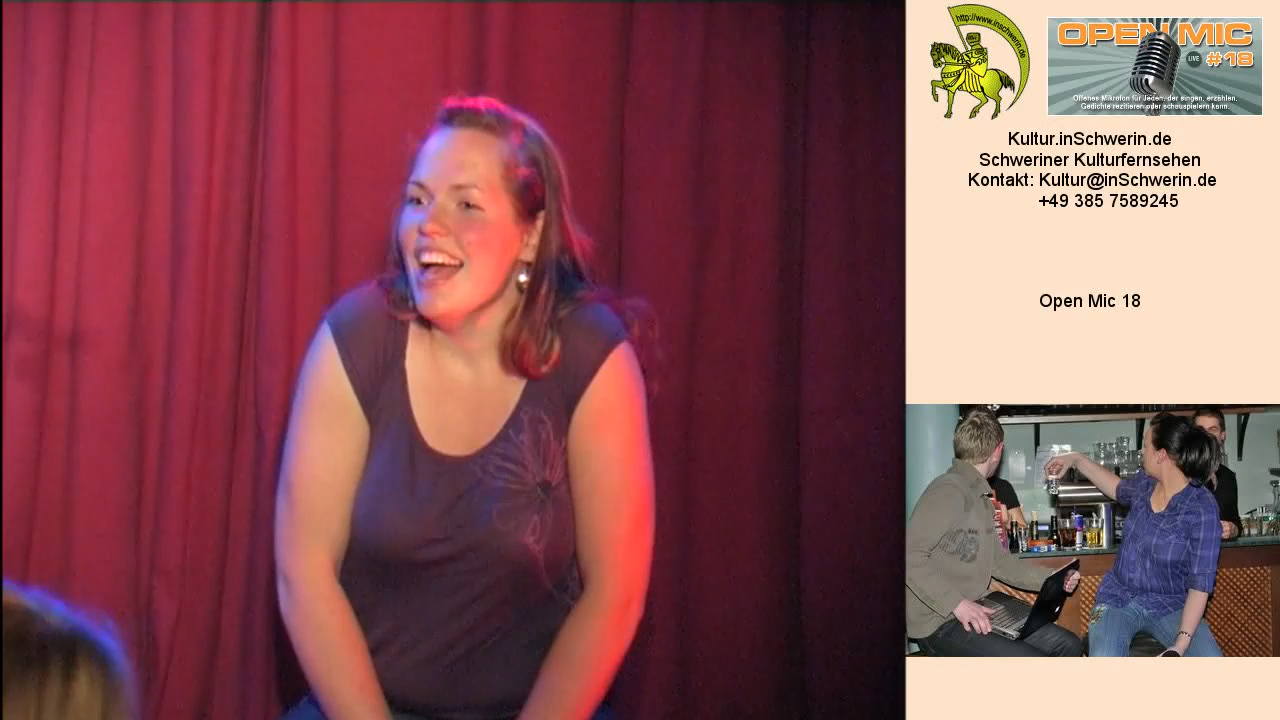 http://www.inschwerin.de
OPEN MIC
LIVE #18
Offenes Mikrofon für Jeden, der singen, erzählen,
Gedichte rezitieren oder schauspielern kann.
Kultur.inSchwerin.de
Schweriner Kulturfernsehen
Kontakt: Kultur@inSchwerin.de
+49 385 7589245
Open Mic 18